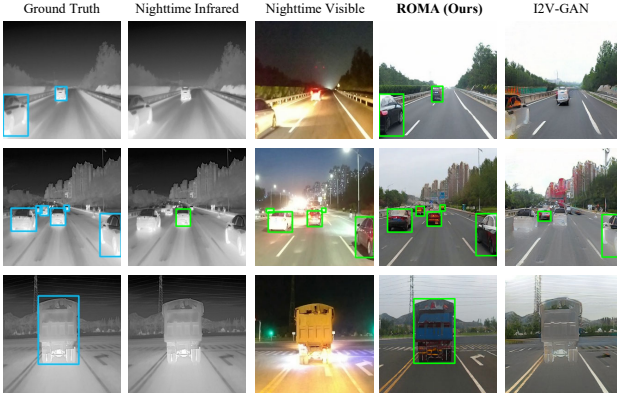 Ground Truth
Nighttime Infrared
Nighttime Visible
ROMA (Ours)
I2V-GAN